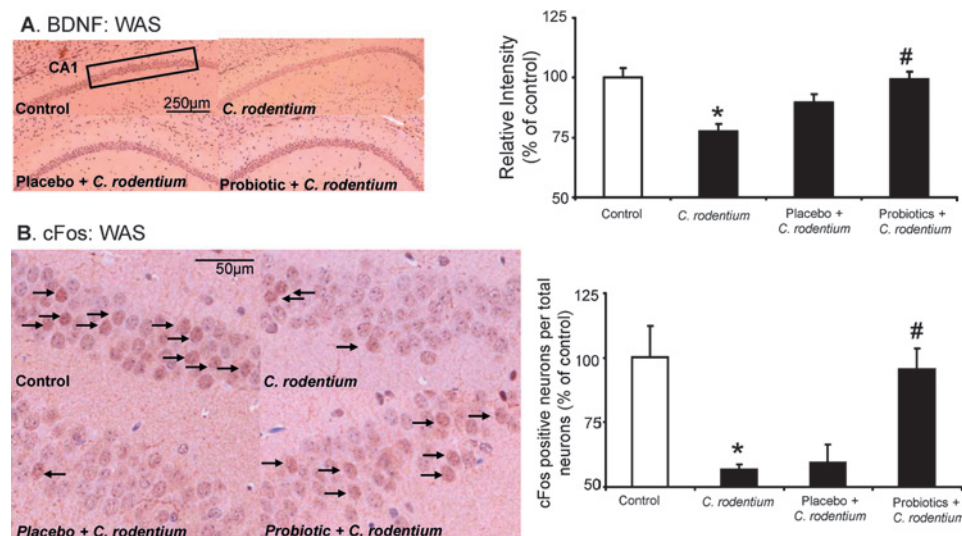 A. BDNF: WAS
CA1
Control
250µm
C. rodentium
Placebo + C. rodentium
Probiotic + C. rodentium
Relative Intensity
(% of control)
125
100
75
50
*
#
Control
C. rodentium
Placebo +
C. rodentium
Probiotics +
C. rodentium
B. cFos: WAS
50µm
Control
C. rodentium
Placebo + C. rodentium
Probiotic + C. rodentium
cFos positive neurons per total
neurons (% of control)
125
100
75
50
*
#
Control
C. rodentium
Placebo +
C. rodentium
Probiotics +
C. rodentium